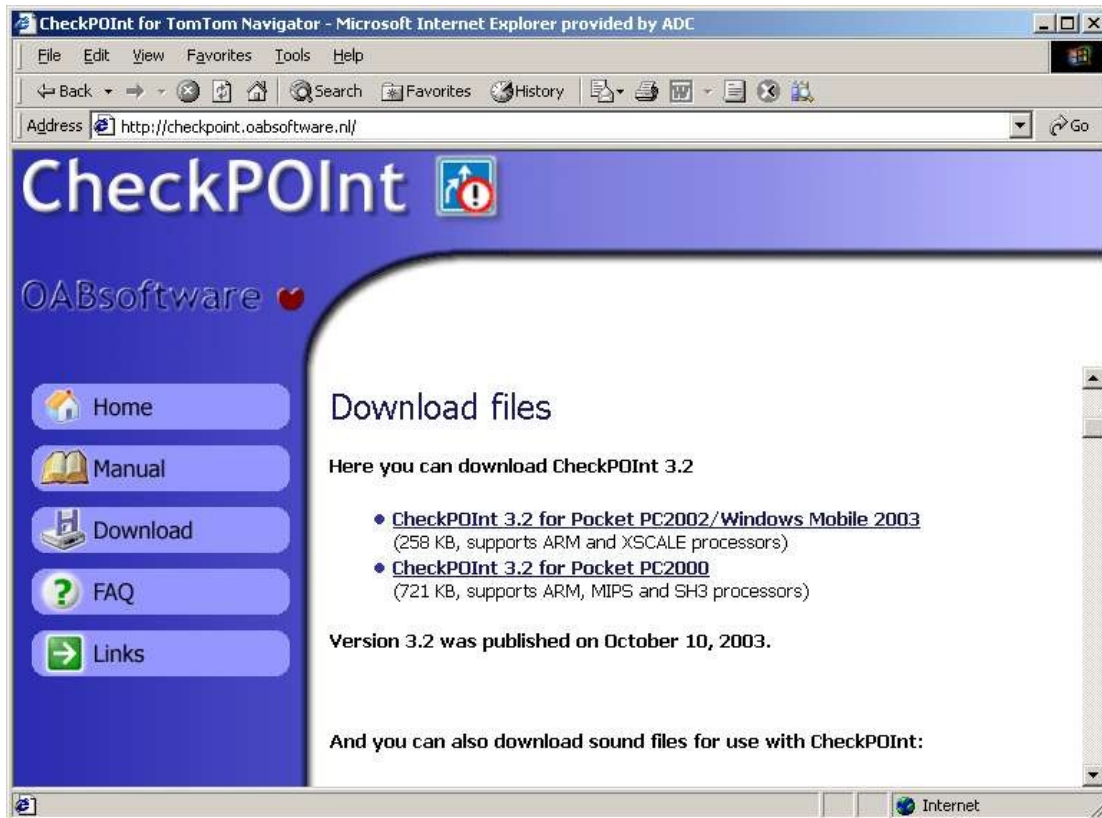 CheckPOInt for TomTom Navigator - Microsoft Internet Explorer provided by ADC
File Edit View Favorites Tools Help
Back Search Favorites History
Address http://checkpoint.oabsoftware.nl/ Go
CheckPOInt
OABsoftware
Home
Manual
Download
FAQ
Links
Download files
Here you can download CheckPOInt 3.2
CheckPOInt 3.2 for Pocket PC2002/Windows Mobile 2003
(258 KB, supports ARM and XSCALE processors)
CheckPOInt 3.2 for Pocket PC2000
(721 KB, supports ARM, MIPS and SH3 processors)
Version 3.2 was published on October 10, 2003.
And you can also download sound files for use with CheckPOInt:
Internet